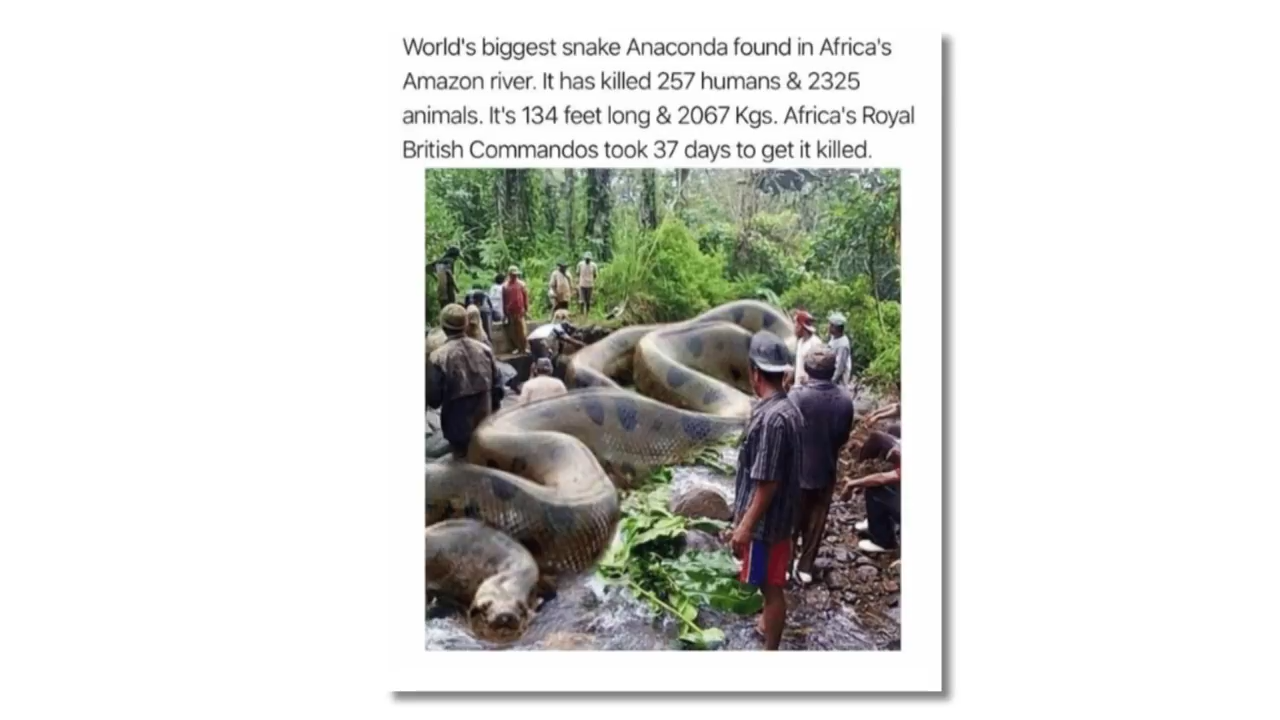 World's biggest snake Anaconda found in Africa's
Amazon river. It has killed 257 humans & 2325
animals. It's 134 feet long & 2067 Kgs. Africa's Royal
British Commandos took 37 days to get it killed.